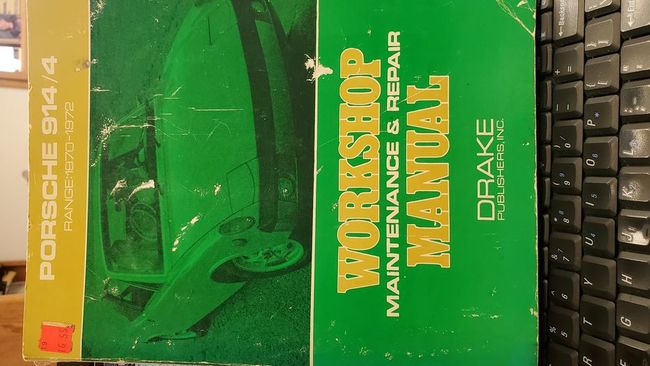 PORSCHE 914/4
RANGE:1970-1972
WORKSHOP
MAINTENANCE & REPAIR
MANUAL
DRAKE
PUBLISHERS, INC.